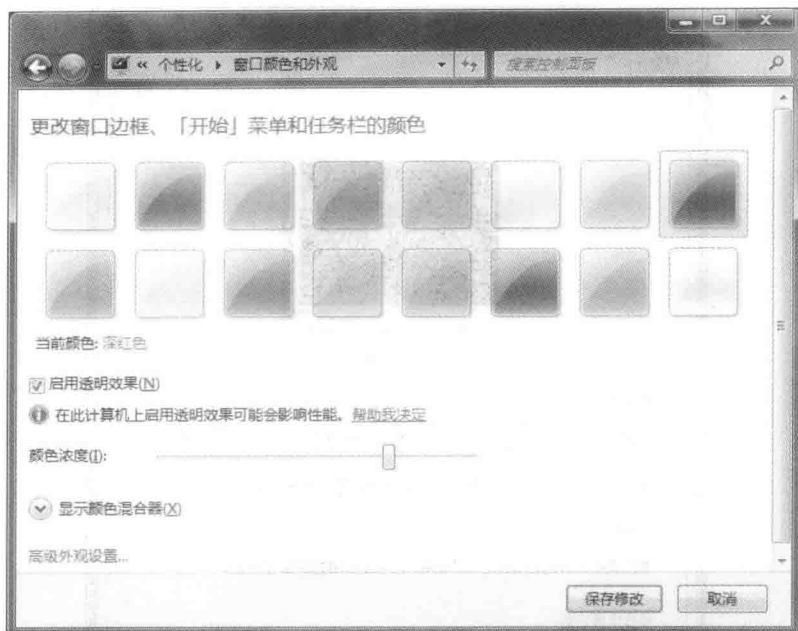 « 个性化 ▸ 窗口颜色和外观
搜索控制面板
更改窗口边框、「开始」菜单和任务栏的颜色
当前颜色: 深红色
启用透明效果(N)
在此计算机上启用透明效果可能会影响性能。 帮助我决定
颜色浓度(I):
显示颜色混合器(X)
高级外观设置...
保存修改 取消